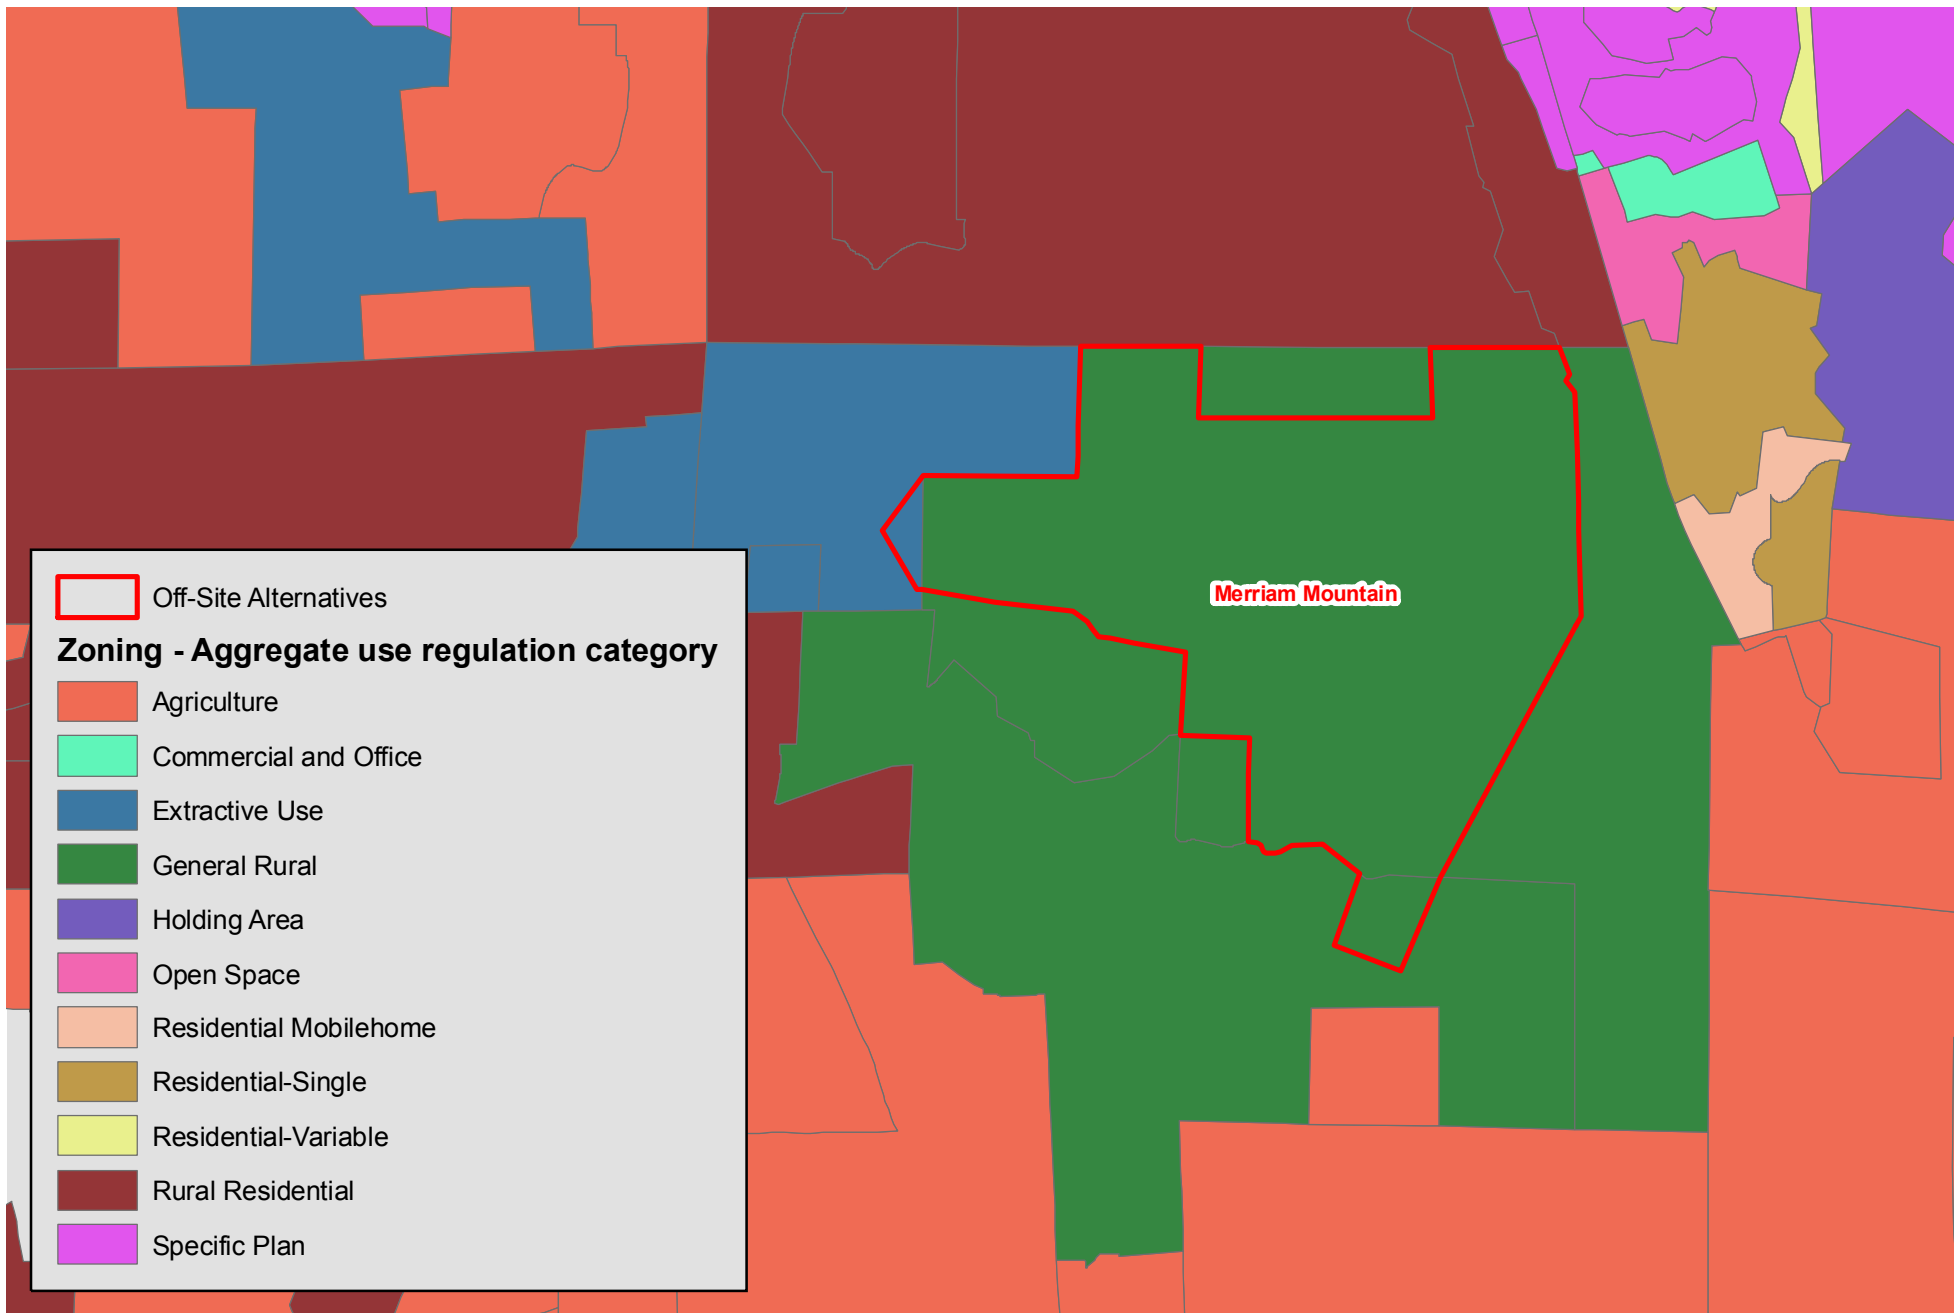 Merriam Mountain
Off-Site Alternatives
Zoning - Aggregate use regulation category
Agriculture
Commercial and Office
Extractive Use
General Rural
Holding Area
Open Space
Residential Mobilehome
Residential-Single
Residential-Variable
Rural Residential
Specific Plan